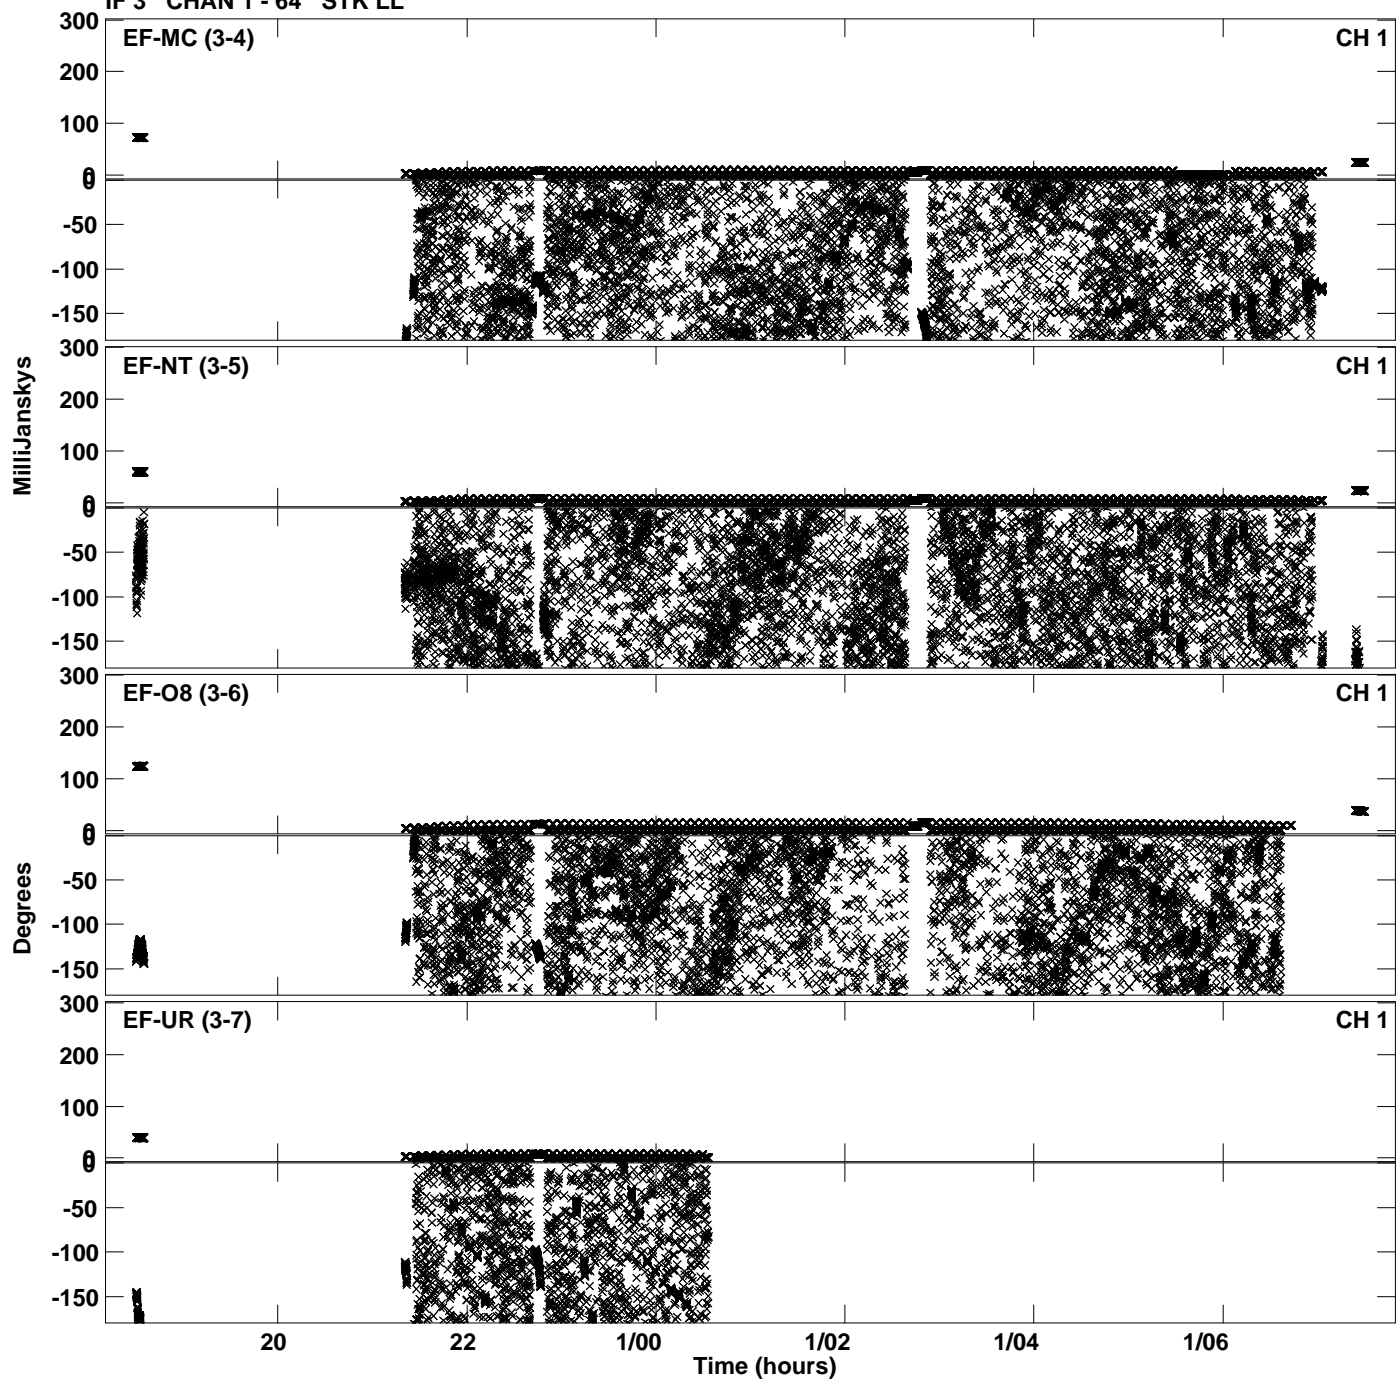 IF 3 CHAN 1 - 64 STK LL
300
EF-MC (3-4)
CH 1
200
100
0
0
-50
-100
-150
300
EF-NT (3-5)
CH 1
200
100
0
0
-50
-100
-150
300
EF-O8 (3-6)
CH 1
200
100
0
0
-50
-100
-150
300
EF-UR (3-7)
CH 1
200
100
0
0
-50
-100
-150
MilliJanskys
Degrees
20 22 1/00 1/02 1/04 1/06
Time (hours)